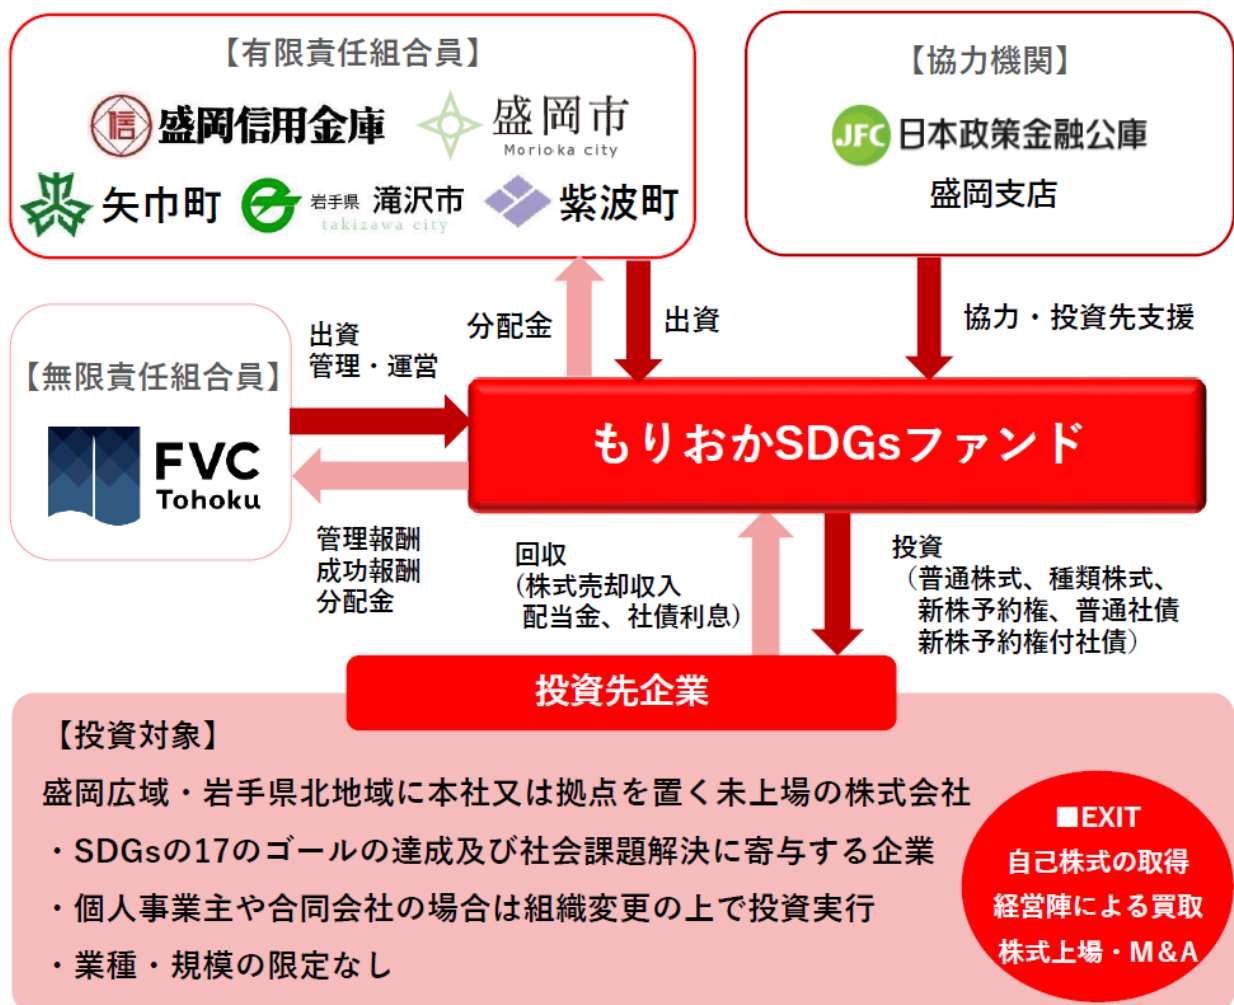 【有限責任組合員】
信 盛岡信用金庫
盛岡市
Morioka city
矢巾町
岩手県 滝沢市
takizawa city
紫波町
【協力機関】
JFC 日本政策金融公庫
盛岡支店
分配金
出資
協力・投資先支援
【無限責任組合員】
FVC
Tohoku
出資
管理・運営
もりおかSDGsファンド
管理報酬
成功報酬
分配金
回収
(株式売却収入
配当金、社債利息)
投資
（普通株式、種類株式、
新株予約権、普通社債
新株予約権付社債）
投資先企業
【投資対象】
盛岡広域・岩手県北地域に本社又は拠点を置く未上場の株式会社
・SDGsの17のゴールの達成及び社会課題解決に寄与する企業
・個人事業主や合同会社の場合は組織変更の上で投資実行
・業種・規模の限定なし
■EXIT
自己株式の取得
経営陣による買取
株式上場・M&A